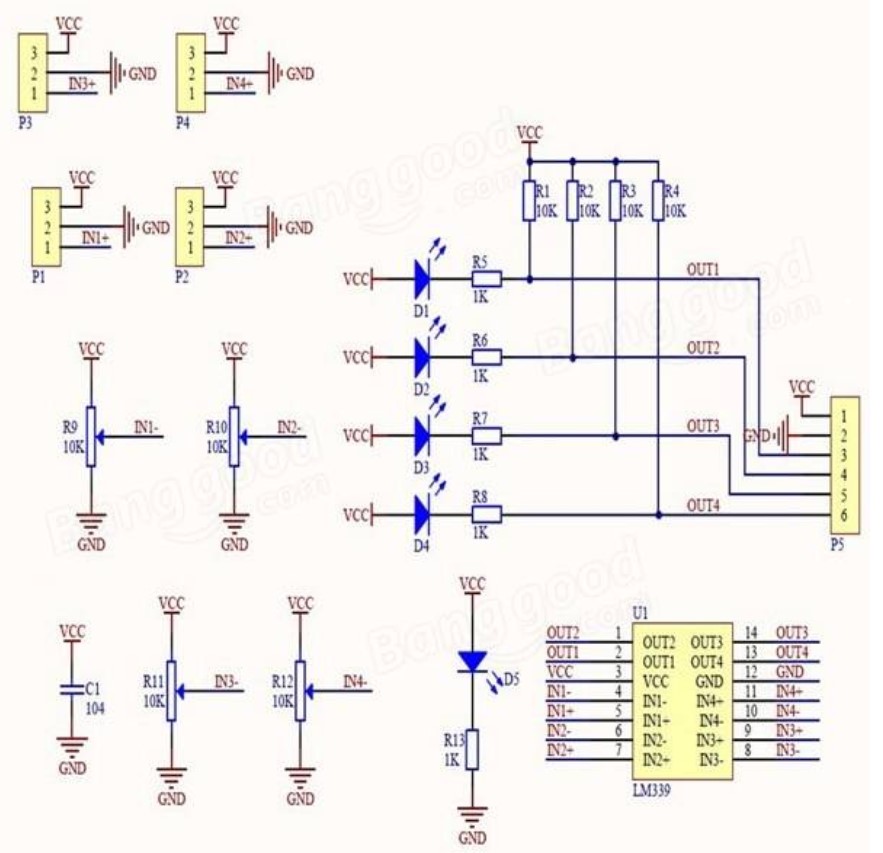 VCC
3
2
1
GND
IN3+
P3
VCC
3
2
1
GND
IN4+
P4
VCC
3
2
1
GND
IN1+
P1
VCC
3
2
1
GND
IN2+
P2
VCC
R1
10K
R2
10K
R3
10K
R4
10K
VCC
D1
R5
1K
OUT1
VCC
D2
R6
1K
OUT2
VCC
D3
R7
1K
OUT3
VCC
D4
R8
1K
OUT4
VCC
GND
1
2
3
4
5
6
P5
VCC
R9
10K
IN1-
GND
VCC
R10
10K
IN2-
GND
VCC
C1
104
GND
VCC
R11
10K
IN3-
GND
VCC
R12
10K
IN4-
GND
VCC
D5
R13
1K
GND
U1
OUT2 1 OUT2 OUT3 14 OUT3
OUT1 2 OUT1 OUT4 13 OUT4
VCC 3 VCC GND 12 GND
IN1- 4 IN1- IN4+ 11 IN4+
IN1+ 5 IN1+ IN4- 10 IN4-
IN2- 6 IN2- IN3+ 9 IN3+
IN2+ 7 IN2+ IN3- 8 IN3-
LM339
Banggood
.com
Banggood
.com
Banggood
.com
Banggood
.com